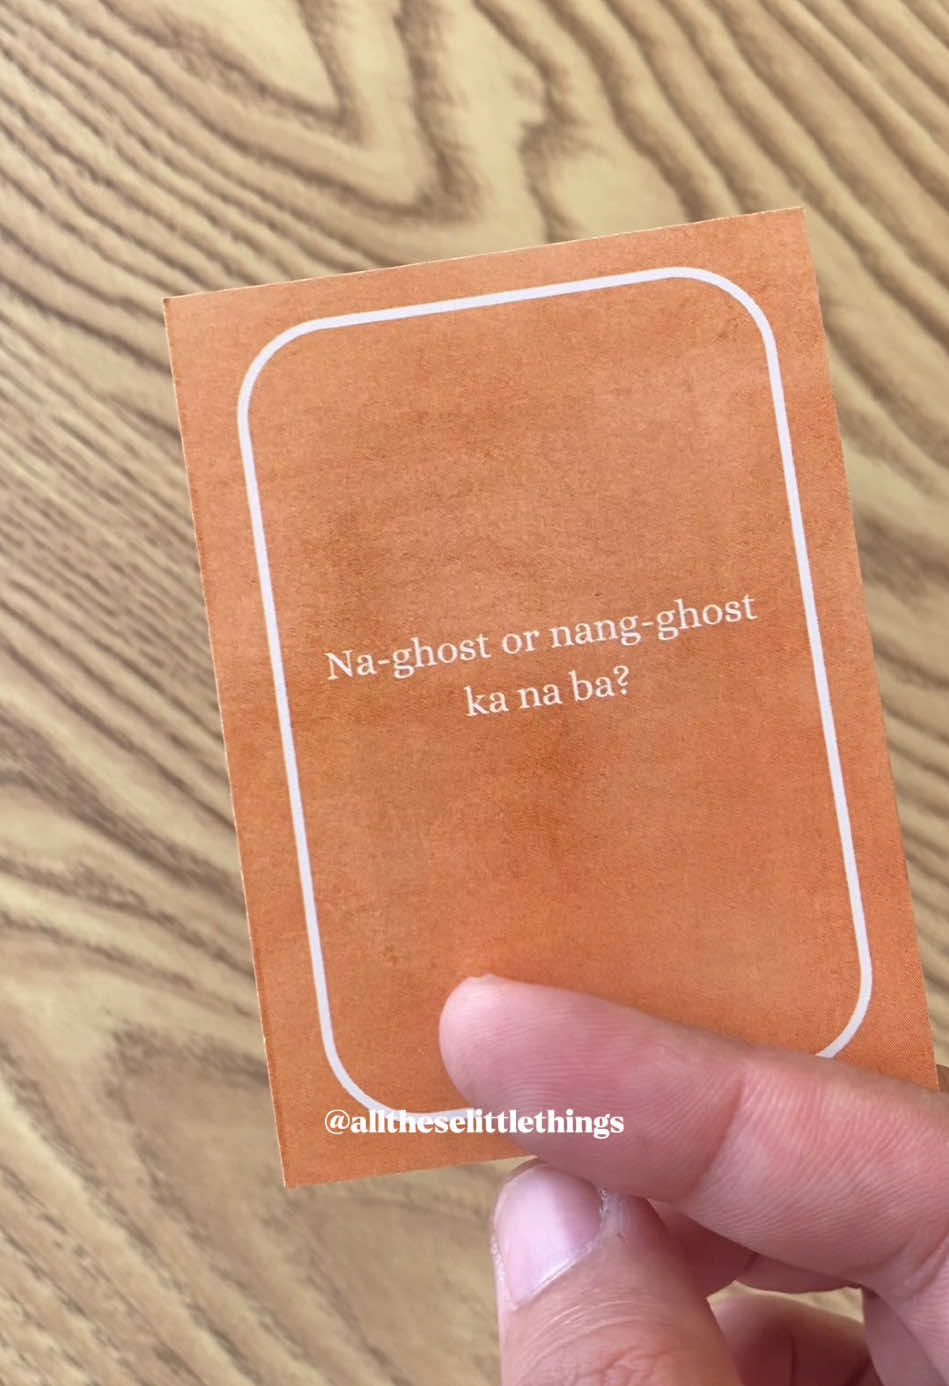 Na-ghost or nang-ghost
ka na ba?
@alltheselittlethings